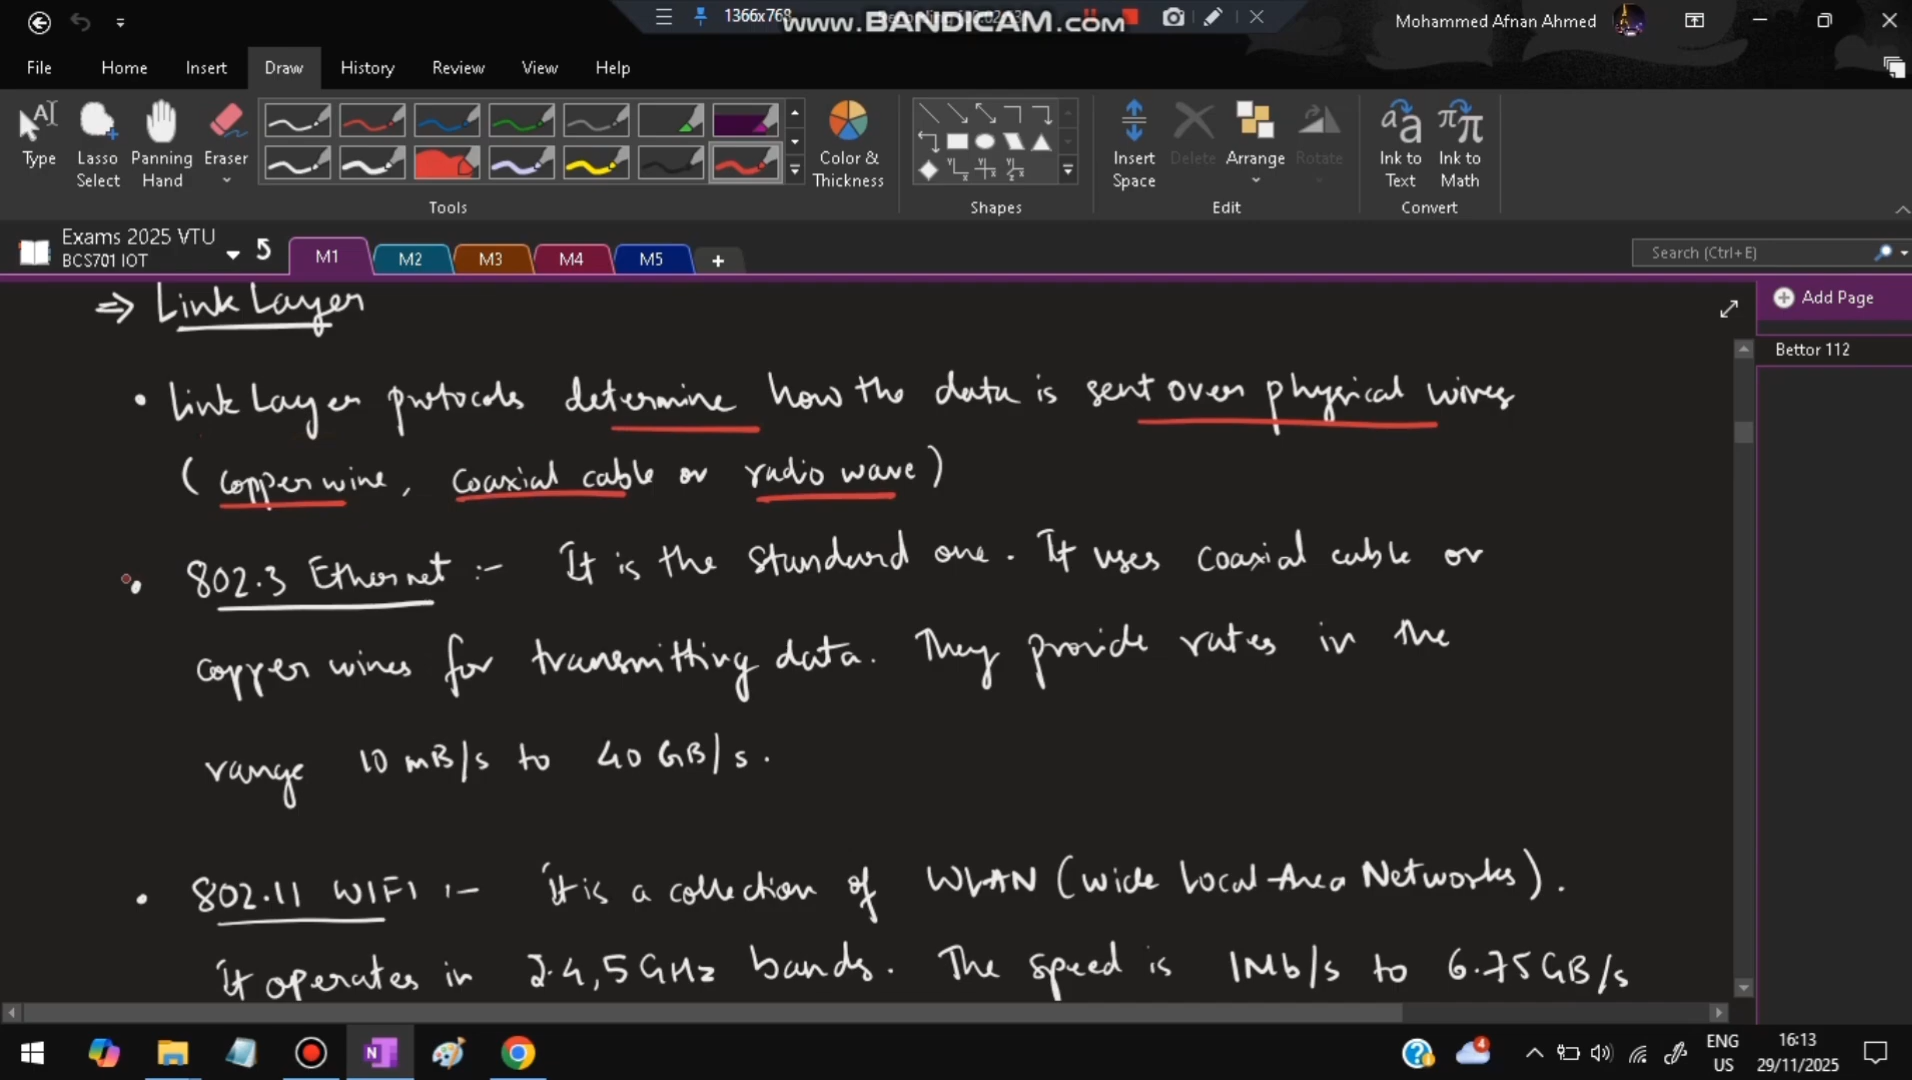 1366x768
www.BANDICAM.com
Mohammed Afnan Ahmed
File Home Insert Draw History Review View Help
Type
Lasso Select
Panning Hand
Eraser
Color & Thickness
Insert Space
Delete
Arrange
Rotate
Ink to Text
Ink to Math
Tools Shapes Edit Convert
Exams 2025 VTU
BCS701 IOT
M1 M2 M3 M4 M5 +
Search (Ctrl+E)
Add Page
Bettor 112
⇒ Link Layer
• Link Layer protocols determine how the data is sent over physical wires
(copper wire, coaxial cable or radio wave)
• 802.3 Ethernet :- It is the standard one. It uses coaxial cable or
copper wires for transmitting data. They provide rates in the
range 10 mB/s to 40 GB/s.
• 802.11 WIFI :- It is a collection of WLAN (wide Local Area Networks).
It operates in 2.4, 5 GHz bands. The speed is 1Mb/s to 6.75 GB/s
4
ENG
US
16:13
29/11/2025